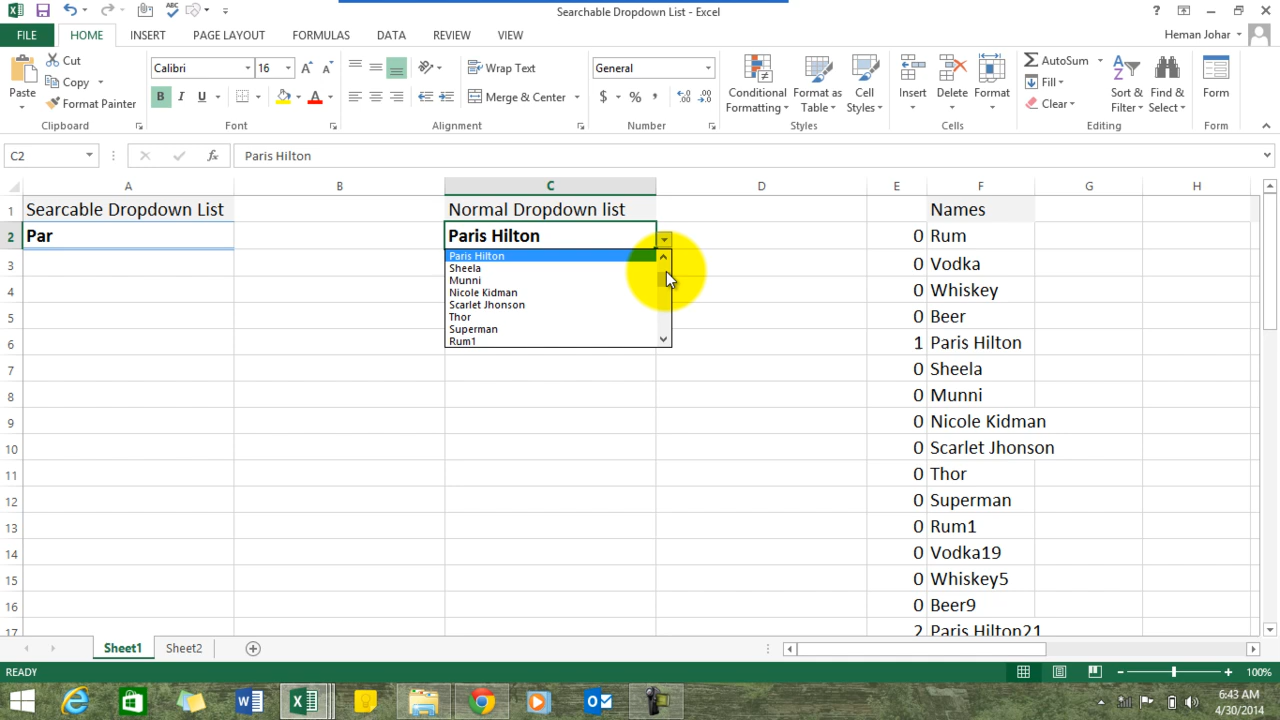 Searchable Dropdown List - Excel
FILE HOME INSERT PAGE LAYOUT FORMULAS DATA REVIEW VIEW Heman Johar
Paste Cut Copy Format Painter Clipboard
Calibri 16 B I U Font
Wrap Text Merge & Center Alignment
General $ % , Number
Conditional Formatting Format as Table Cell Styles Styles
Insert Delete Format Cells
AutoSum Fill Clear Sort & Filter Find & Select Editing
Form Form
C2 fx Paris Hilton
A B C D E F G H
1 Searcable Dropdown List Normal Dropdown list Names
2 Par Paris Hilton 0 Rum
Paris Hilton
Sheela
Munni
Nicole Kidman
Scarlet Jhonson
Thor
Superman
Rum1
3 0 Vodka
4 0 Whiskey
5 0 Beer
6 1 Paris Hilton
7 0 Sheela
8 0 Munni
9 0 Nicole Kidman
10 0 Scarlet Jhonson
11 0 Thor
12 0 Superman
13 0 Rum1
14 0 Vodka19
15 0 Whiskey5
16 0 Beer9
17 2 Paris Hilton21
Sheet1 Sheet2
READY 100%
6:43 AM
4/30/2014